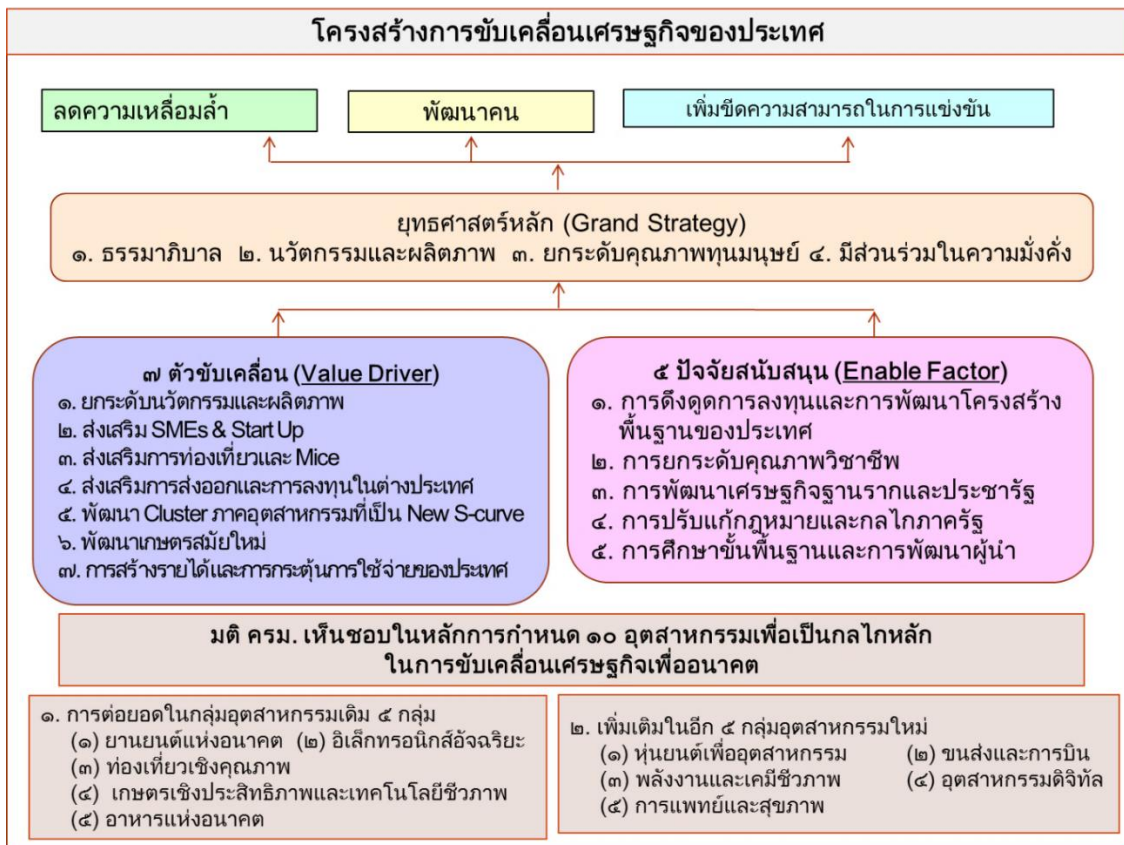 โครงสร้างการขับเคลื่อนเศรษฐกิจของประเทศ
ลดความเหลื่อมล้ำ
พัฒนาคน
เพิ่มขีดความสามารถในการแข่งขัน
ยุทธศาสตร์หลัก (Grand Strategy)
๑. ธรรมาภิบาล ๒. นวัตกรรมและผลิตภาพ ๓. ยกระดับคุณภาพทุนมนุษย์ ๔. มีส่วนร่วมในความมั่งคั่ง
๗ ตัวขับเคลื่อน (Value Driver)
๑. ยกระดับนวัตกรรมและผลิตภาพ
๒. ส่งเสริม SMEs & Start Up
๓. ส่งเสริมการท่องเที่ยวและ Mice
๔. ส่งเสริมการส่งออกและการลงทุนในต่างประเทศ
๕. พัฒนา Cluster ภาคอุตสาหกรรมที่เป็น New S-curve
๖. พัฒนาเกษตรสมัยใหม่
๗. การสร้างรายได้และการกระตุ้นการใช้จ่ายของประเทศ
๕ ปัจจัยสนับสนุน (Enable Factor)
๑. การดึงดูดการลงทุนและการพัฒนาโครงสร้าง
พื้นฐานของประเทศ
๒. การยกระดับคุณภาพวิชาชีพ
๓. การพัฒนาเศรษฐกิจฐานรากและประชารัฐ
๔. การปรับแก้กฎหมายและกลไกภาครัฐ
๕. การศึกษาขั้นพื้นฐานและการพัฒนาผู้นำ
มติ ครม. เห็นชอบในหลักการกำหนด ๑๐ อุตสาหกรรมเพื่อเป็นกลไกหลัก
ในการขับเคลื่อนเศรษฐกิจเพื่ออนาคต
๑. การต่อยอดในกลุ่มอุตสาหกรรมเดิม ๕ กลุ่ม
(๑) ยานยนต์แห่งอนาคต (๒) อิเล็กทรอนิกส์อัจฉริยะ
(๓) ท่องเที่ยวเชิงคุณภาพ
(๔) เกษตรเชิงประสิทธิภาพและเทคโนโลยีชีวภาพ
(๕) อาหารแห่งอนาคต
๒. เพิ่มเติมในอีก ๕ กลุ่มอุตสาหกรรมใหม่
(๑) หุ่นยนต์เพื่ออุตสาหกรรม (๒) ขนส่งและการบิน
(๓) พลังงานและเคมีชีวภาพ (๔) อุตสาหกรรมดิจิทัล
(๕) การแพทย์และสุขภาพ